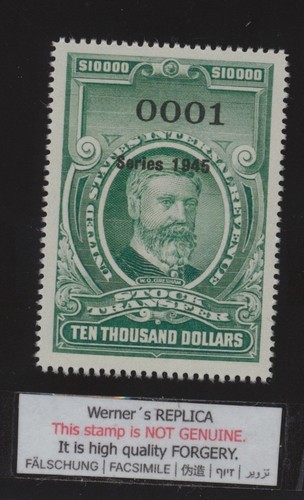 $10000 $10000
0001
UNITED STATES INTERNAL REVENUE
Series 1945
W.Q. GRESHAM
STOCK
TRANSFER
TEN THOUSAND DOLLARS
Werner´s REPLICA
This stamp is NOT GENUINE.
It is high quality FORGERY.
FÄLSCHUNG | FACSIMILE | 伪造 | זיוף | تزوير